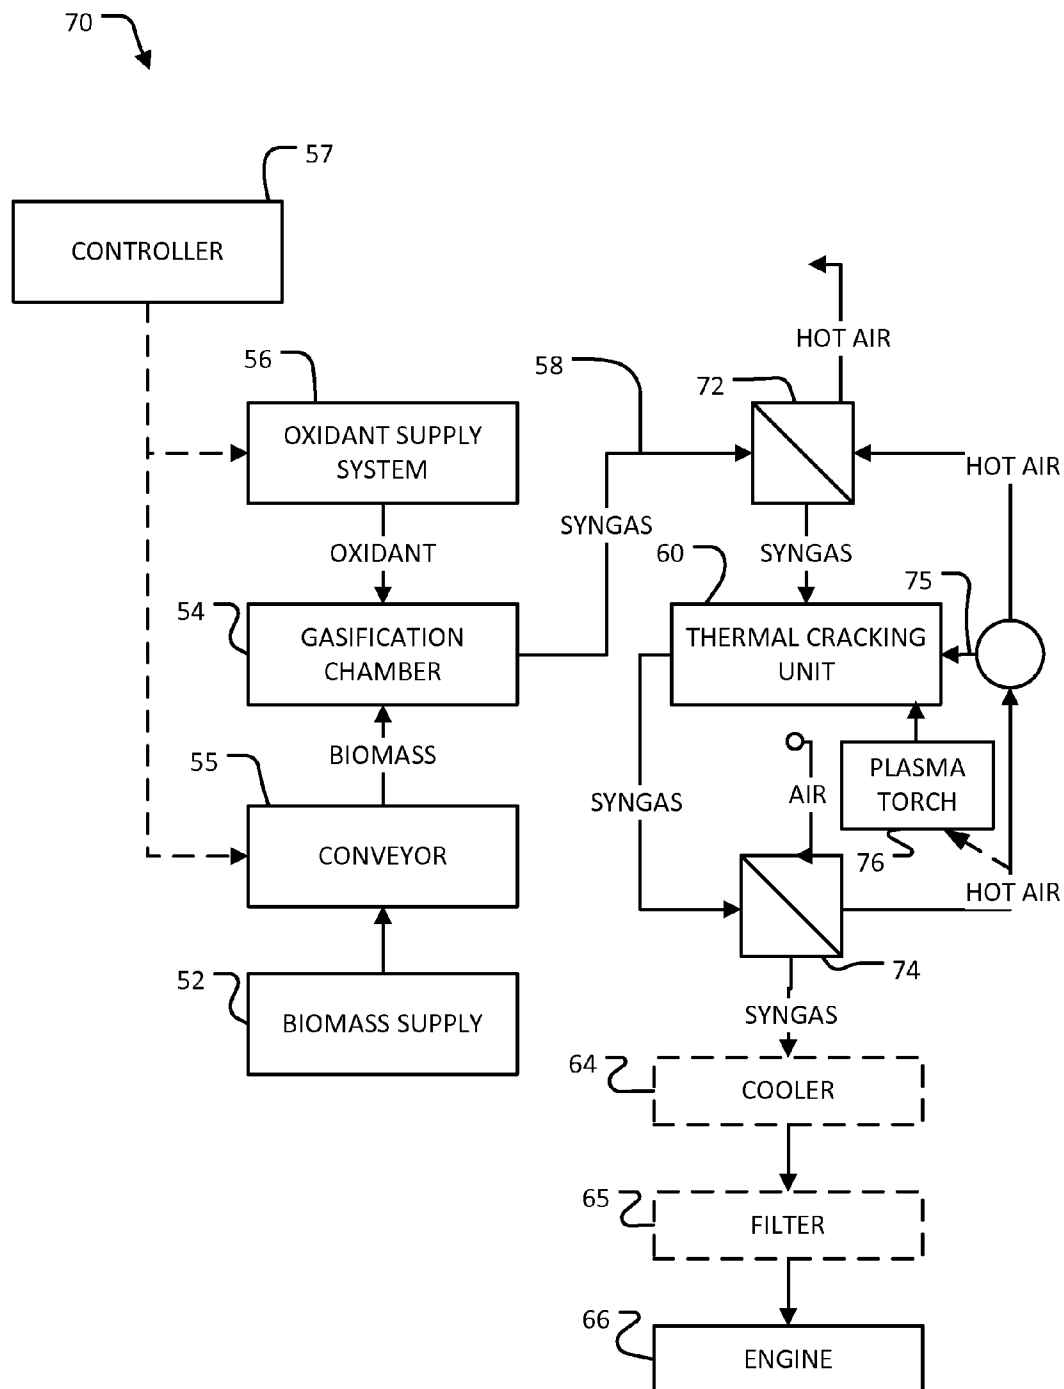 70
57
CONTROLLER
HOT AIR
56
58
72
OXIDANT SUPPLY
SYSTEM
HOT AIR
SYNGAS
OXIDANT
60
SYNGAS
75
54
GASIFICATION
CHAMBER
THERMAL CRACKING
UNIT
BIOMASS
55
PLASMA
TORCH
SYNGAS
AIR
CONVEYOR
76
HOT AIR
52
74
BIOMASS SUPPLY
SYNGAS
64
COOLER
65
FILTER
66
ENGINE